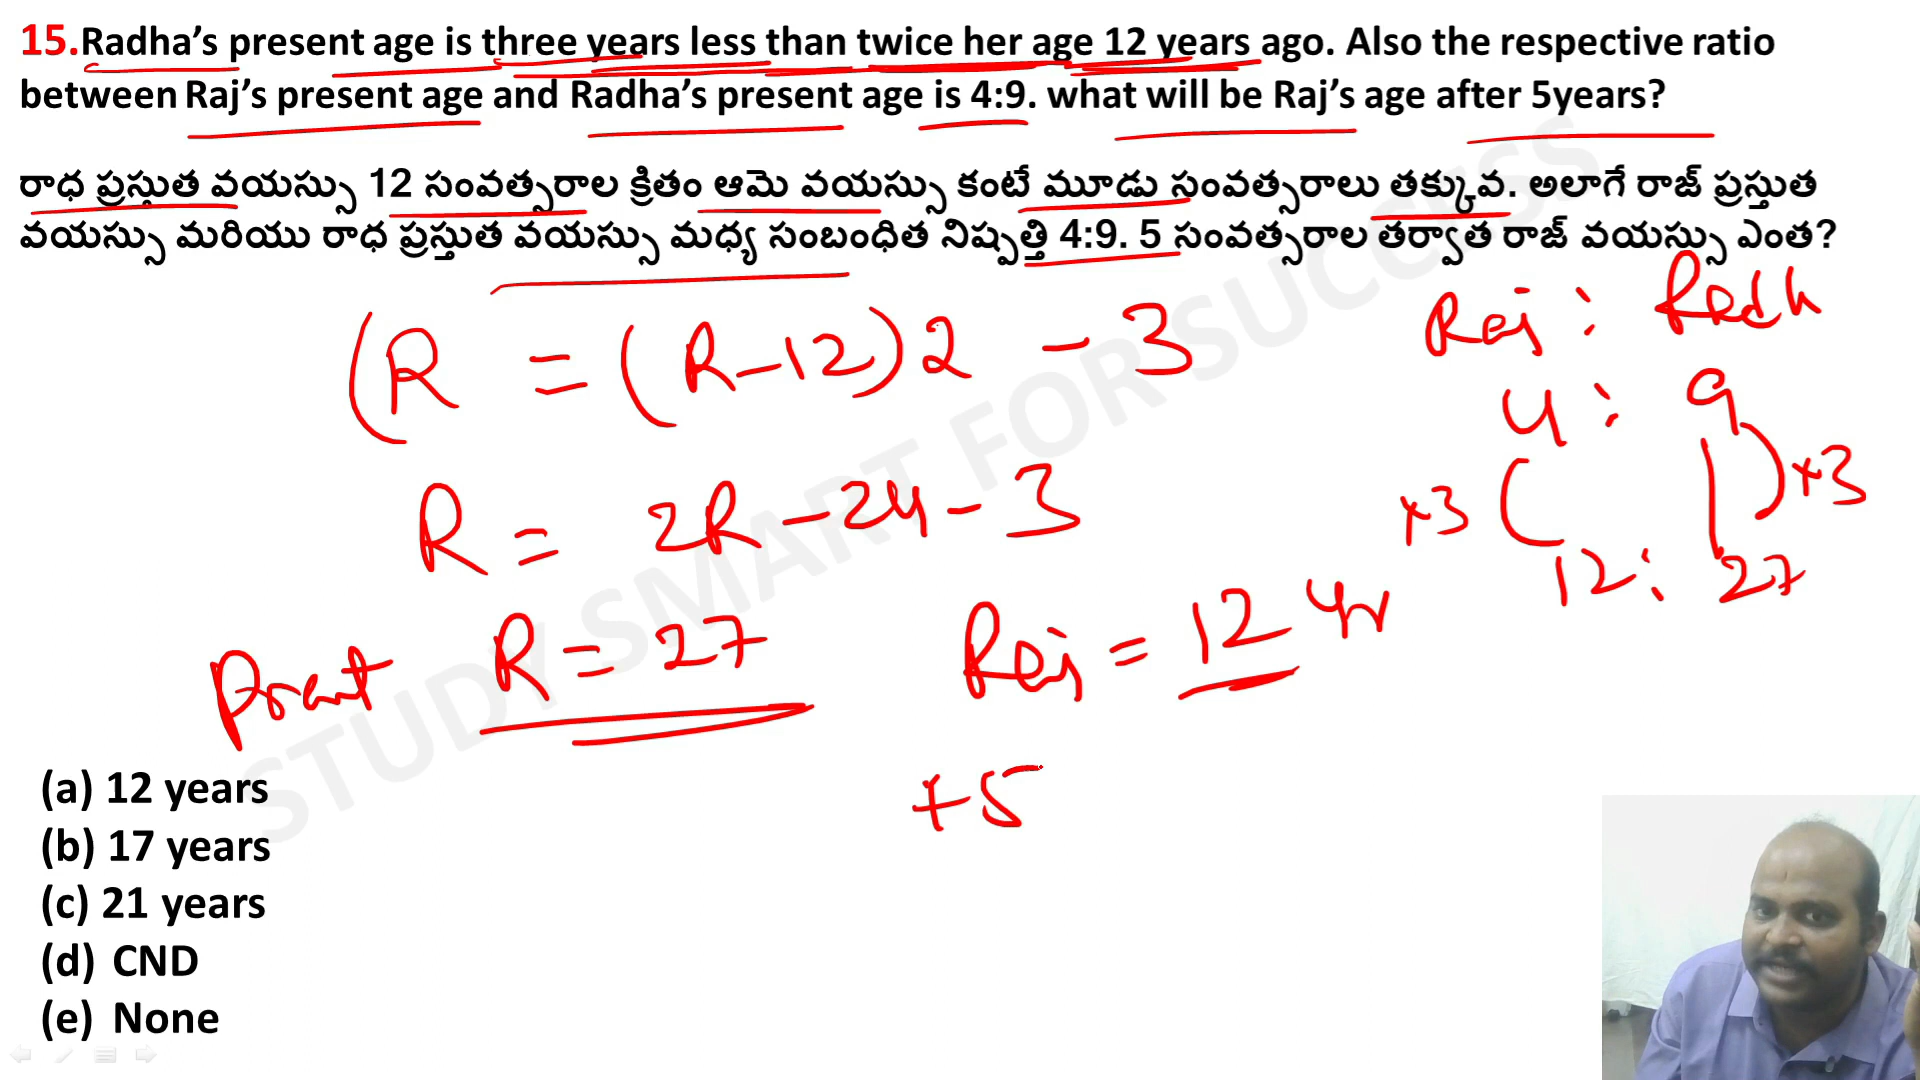 15.Radha's present age is three years less than twice her age 12 years ago. Also the respective ratio
between Raj's present age and Radha's present age is 4:9. what will be Raj's age after 5years?
రాధ ప్రస్తుత వయస్సు 12 సంవత్సరాల క్రితం ఆమె వయస్సు కంటే మూడు సంవత్సరాలు తక్కువ. అలాగే రాజ్ ప్రస్తుత
వయస్సు మరియు రాధ ప్రస్తుత వయస్సు మధ్య సంబంధిత నిష్పత్తి 4:9. 5 సంవత్సరాల తర్వాత రాజ్ వయస్సు ఎంత?
Raj : Radh
(R = (R-12)2 - 3
4 : 9
R = 2R - 24 - 3
×3 ×3
12 : 27
R = 27
Raj = 12 yr
+5
(a) 12 years
(b) 17 years
(c) 21 years
(d) CND
(e) None
STUDY SMART FOR SUCCESS